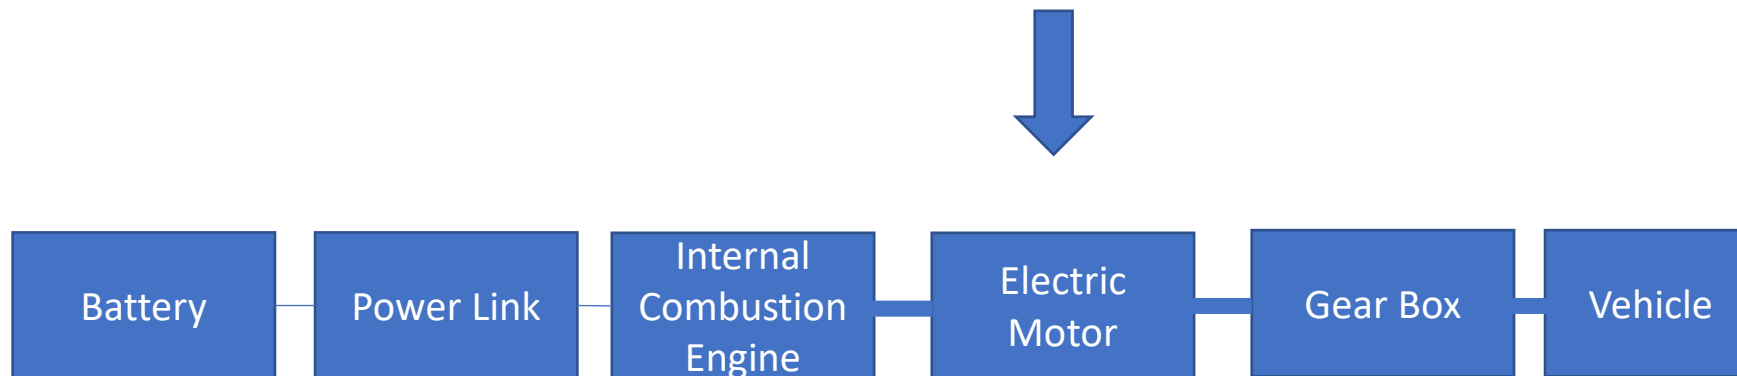 Battery
Power Link
Internal
Combustion
Engine
Electric
Motor
Gear Box
Vehicle